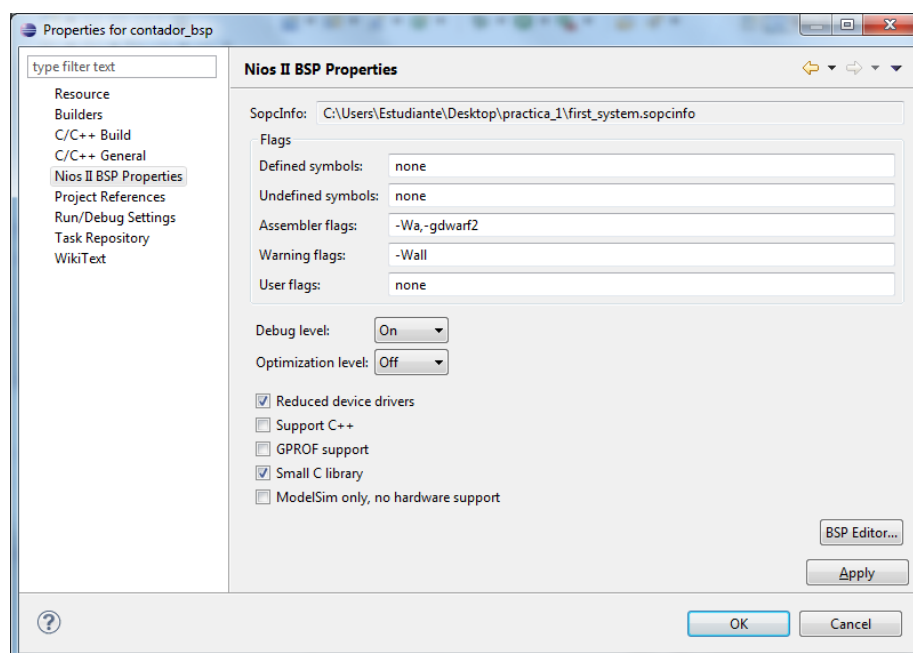 Properties for contador_bsp
type filter text
Resource
Builders
C/C++ Build
C/C++ General
Nios II BSP Properties
Project References
Run/Debug Settings
Task Repository
WikiText
Nios II BSP Properties
SopcInfo: C:\Users\Estudiante\Desktop\practica_1\first_system.sopcinfo
Flags
Defined symbols: none
Undefined symbols: none
Assembler flags: -Wa,-gdwarf2
Warning flags: -Wall
User flags: none
Debug level: On
Optimization level: Off
Reduced device drivers
Support C++
GPROF support
Small C library
ModelSim only, no hardware support
BSP Editor...
Apply
?
OK Cancel